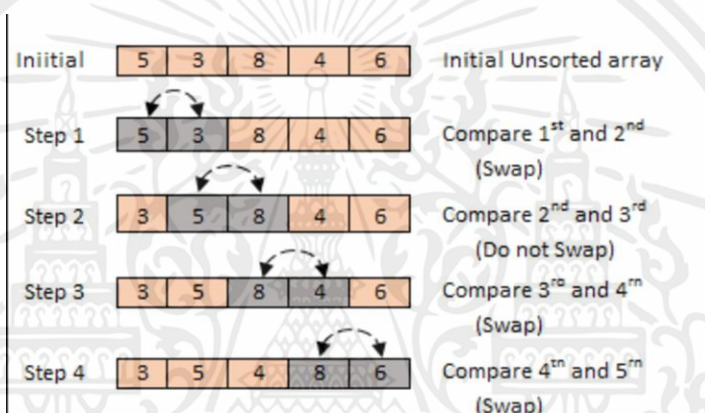 Iniitial 5 3 8 4 6 Initial Unsorted array
Step 1 5 3 8 4 6 Compare 1st and 2nd
(Swap)
Step 2 3 5 8 4 6 Compare 2nd and 3rd
(Do not Swap)
Step 3 3 5 8 4 6 Compare 3rd and 4th
(Swap)
Step 4 3 5 4 8 6 Compare 4th and 5th
(Swap)